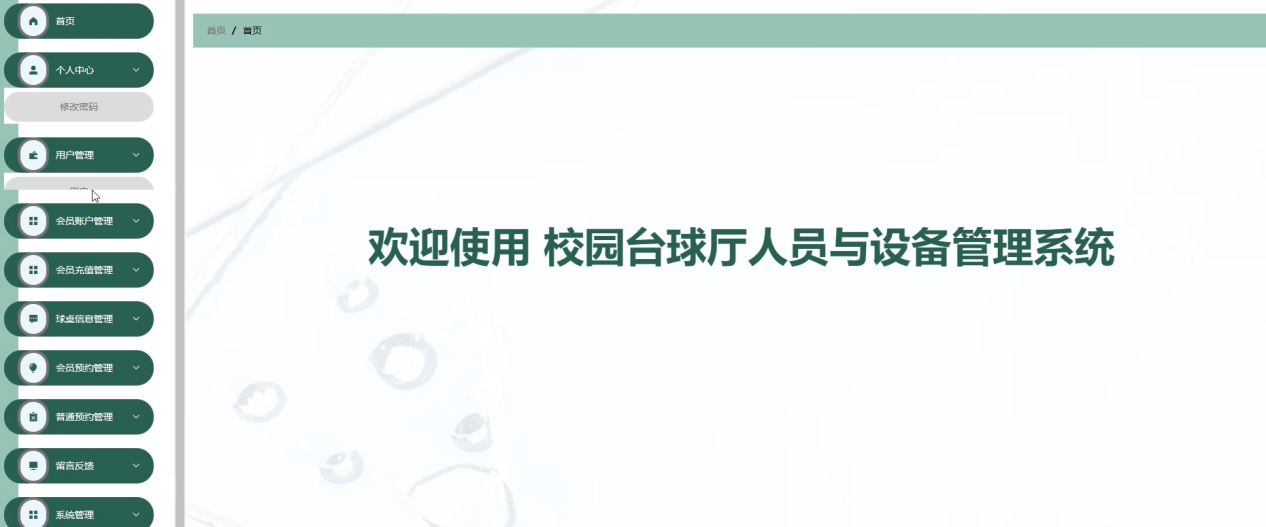 首页
个人中心
修改密码
用户管理
会员账户管理
会员充值管理
球桌信息管理
会员预约管理
普通预约管理
留言反馈
系统管理
首页 / 首页
欢迎使用 校园台球厅人员与设备管理系统